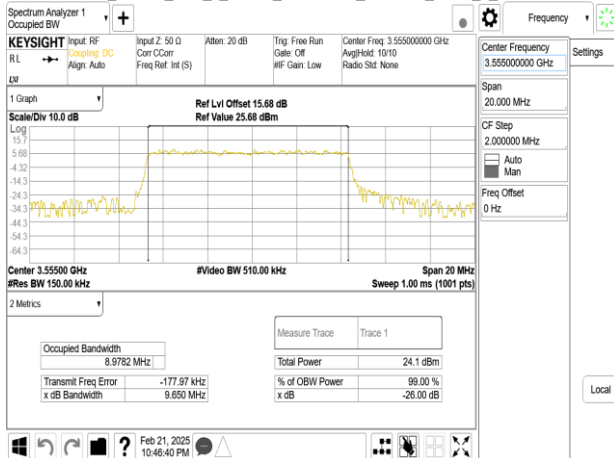 Spectrum Analyzer 1
Occupied BW
+
Frequency
KEYSIGHT
Input: RF
Coupling: DC
Align: Auto
RL
LXI
Input Z: 50 Ω
Corr CCorr
Freq Ref: Int (S)
Atten: 20 dB
Trig: Free Run
Gate: Off
#IF Gain: Low
Center Freq: 3.555000000 GHz
Avg|Hold: 10/10
Radio Std: None
Center Frequency
3.555000000 GHz
Settings
Span
20.000 MHz
CF Step
2.000000 MHz
Auto
Man
Freq Offset
0 Hz
Local
1 Graph
Scale/Div 10.0 dB
Ref Lvl Offset 15.68 dB
Ref Value 25.68 dBm
Log
15.7
5.68
-4.32
-14.3
-24.3
-34.3
-44.3
-54.3
-64.3
Center 3.55500 GHz
#Video BW 510.00 kHz
Span 20 MHz
#Res BW 150.00 kHz
Sweep 1.00 ms (1001 pts)
2 Metrics
Measure Trace
Trace 1
Occupied Bandwidth
8.9782 MHz
Total Power
24.1 dBm
Transmit Freq Error
-177.97 kHz
% of OBW Power
99.00 %
x dB Bandwidth
9.650 MHz
x dB
-26.00 dB
?
Feb 21, 2025
10:46:40 PM